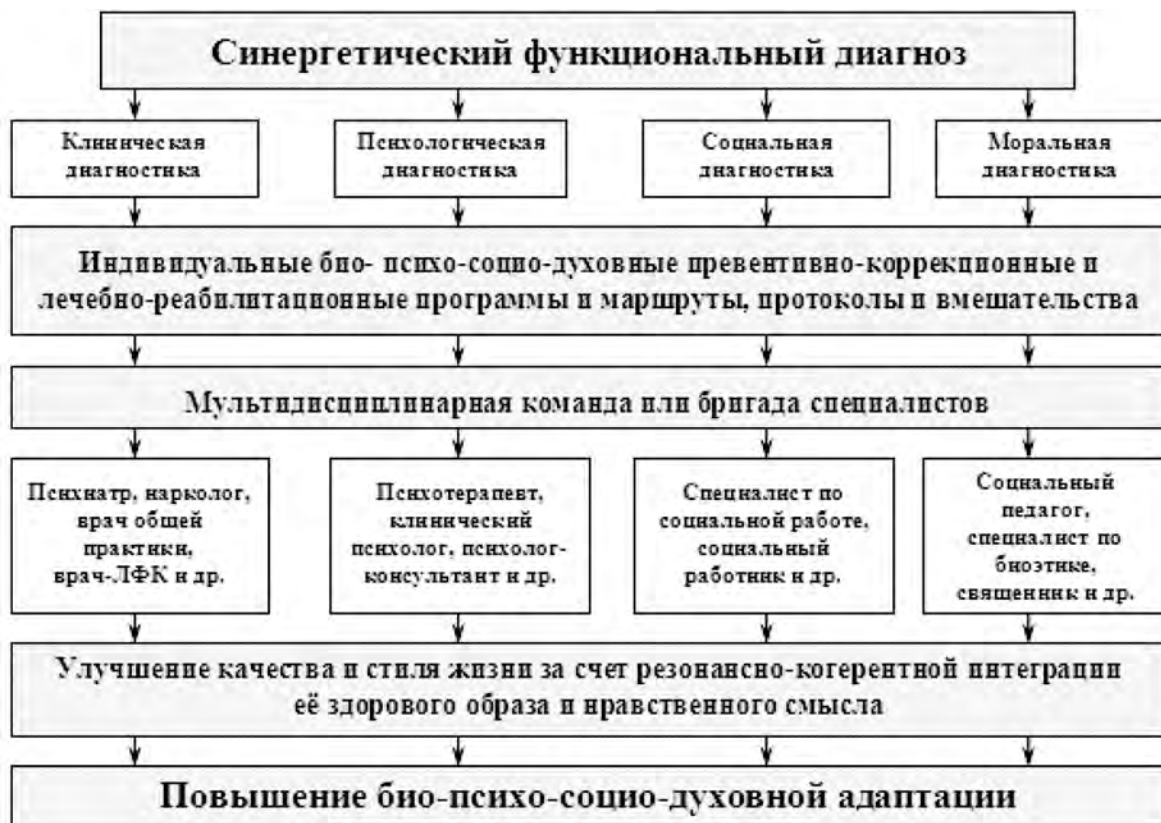 Синергетический функциональный диагноз
Клиническая
диагностика
Психологическая
диагностика
Социальная
диагностика
Моральная
диагностика
Индивидуальные био- психо-социо-духовные превентивно-коррекционные и
лечебно-реабилитационные программы и маршруты, протоколы и вмешательства
Мультидисциплинарная команда или бригада специалистов
Психиатр, нарколог,
врач общей
практики,
врач-ЛФК и др.
Психотерапевт,
клинический
психолог, психолог-
консультант и др.
Специалист по
социальной работе,
социальный
работник и др.
Социальный
педагог,
специалист по
биоэтике,
священник и др.
Улучшение качества и стиля жизни за счет резонансно-когерентной интеграции
её здорового образа и нравственного смысла
Повышение био-психо-социо-духовной адаптации